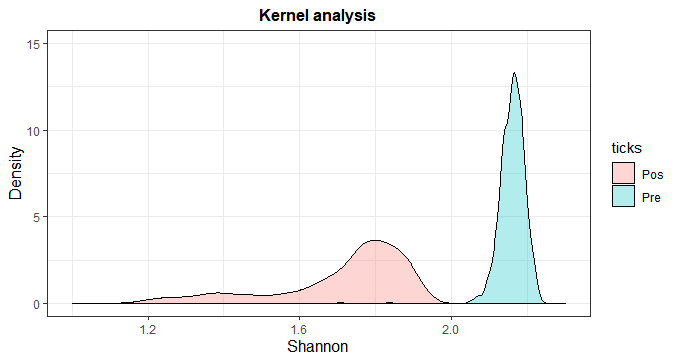 Kernel analysis
15
10
5
0
Density
1.2
1.6
2.0
Shannon
ticks
Pos
Pre